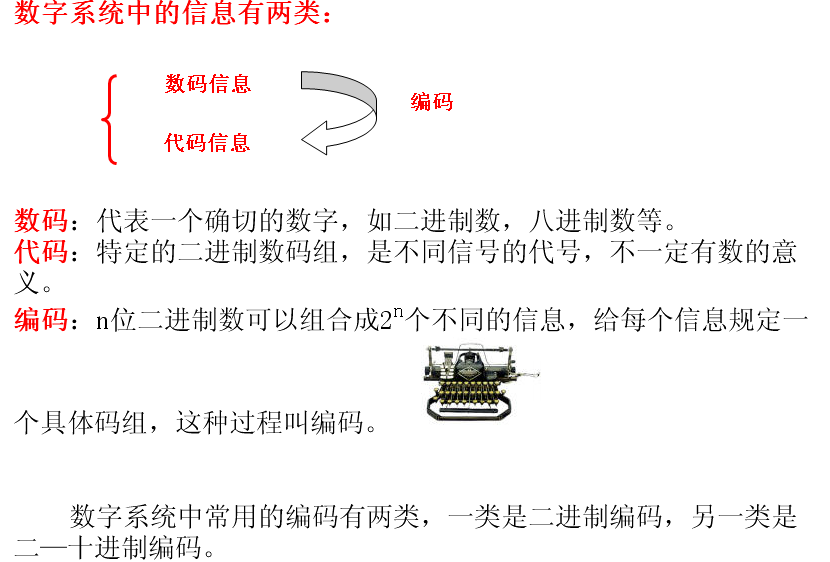 数字系统中的信息有两类：
数码信息
编码
代码信息
数码：代表一个确切的数字，如二进制数，八进制数等。
代码：特定的二进制数码组，是不同信号的代号，不一定有数的意
义。
编码：n位二进制数可以组合成2ⁿ个不同的信息，给每个信息规定一
个具体码组，这种过程叫编码。
数字系统中常用的编码有两类，一类是二进制编码，另一类是
二—十进制编码。